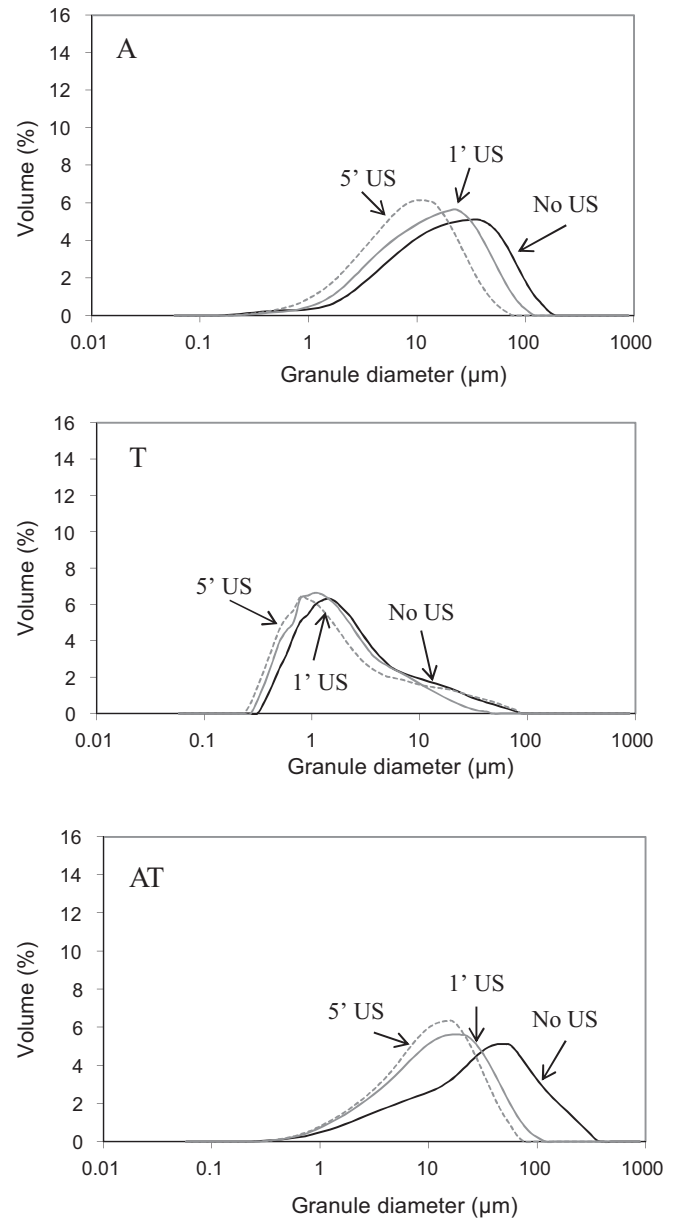 16
14
12
10
8
6
4
2
0
Volume (%)
A
5’ US
1’ US
No US
0.01 0.1 1 10 100 1000
Granule diameter (µm)
16
14
12
10
8
6
4
2
0
Volume (%)
T
5’ US
No US
1’ US
0.01 0.1 1 10 100 1000
Granule diameter (µm)
16
14
12
10
8
6
4
2
0
Volume (%)
AT
1’ US
5’ US
No US
0.01 0.1 1 10 100 1000
Granule diameter (µm)